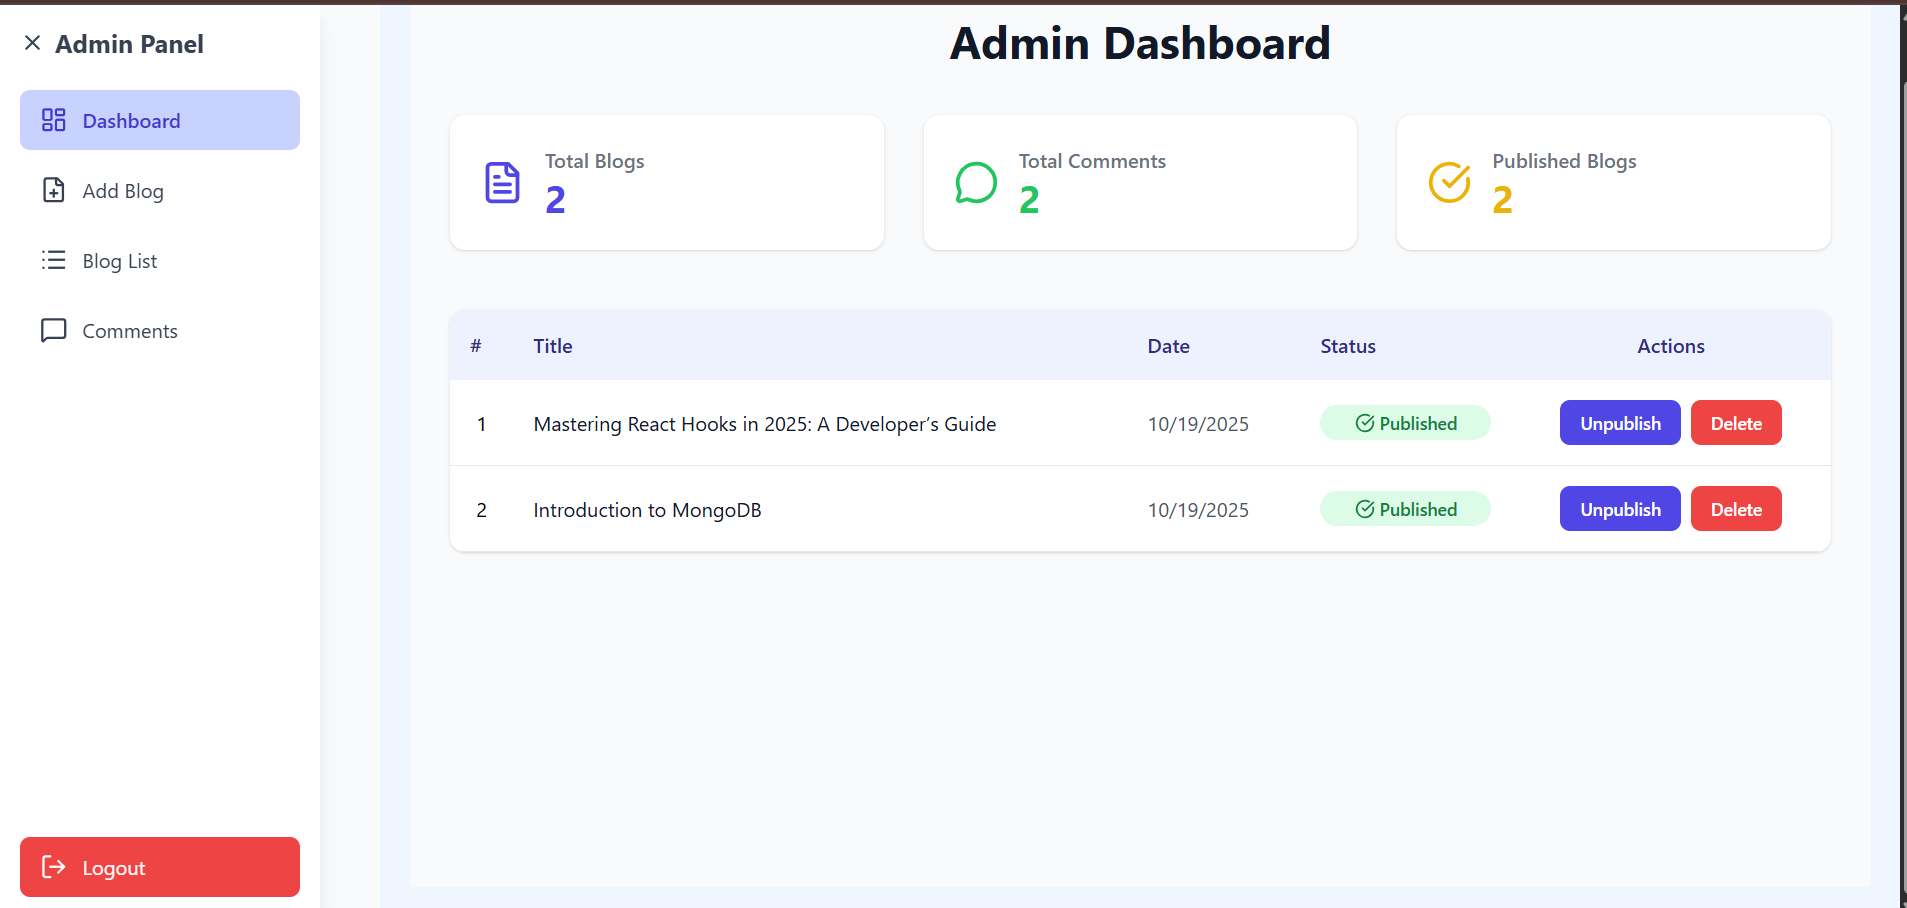 Admin Panel
Dashboard
Add Blog
Blog List
Comments
Logout
Admin Dashboard
Total Blogs
2
Total Comments
2
Published Blogs
2
# Title Date Status Actions
1 Mastering React Hooks in 2025: A Developer’s Guide 10/19/2025 Published Unpublish Delete
2 Introduction to MongoDB 10/19/2025 Published Unpublish Delete